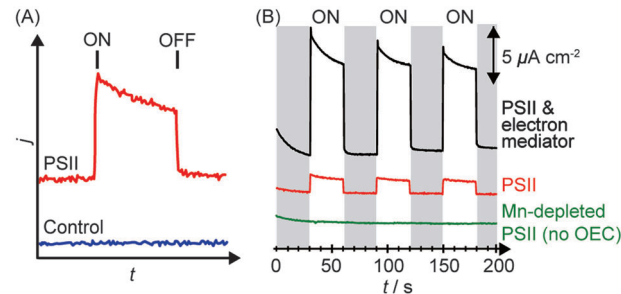 (A)
ON OFF
j
PSII
Control
t
(B)
ON ON ON
5 μA cm⁻²
PSII &
electron
mediator
PSII
Mn-depleted
PSII (no OEC)
0 50 100 150 200
t / s